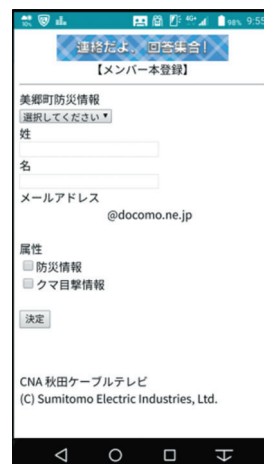 98% 9:55
連絡だよ、回答集合!
【メンバー本登録】
美郷町防災情報
選択してください▼
姓
名
メールアドレス
@docomo.ne.jp
属性
防災情報
クマ目撃情報
決定
CNA 秋田ケーブルテレビ
(C) Sumitomo Electric Industries, Ltd.